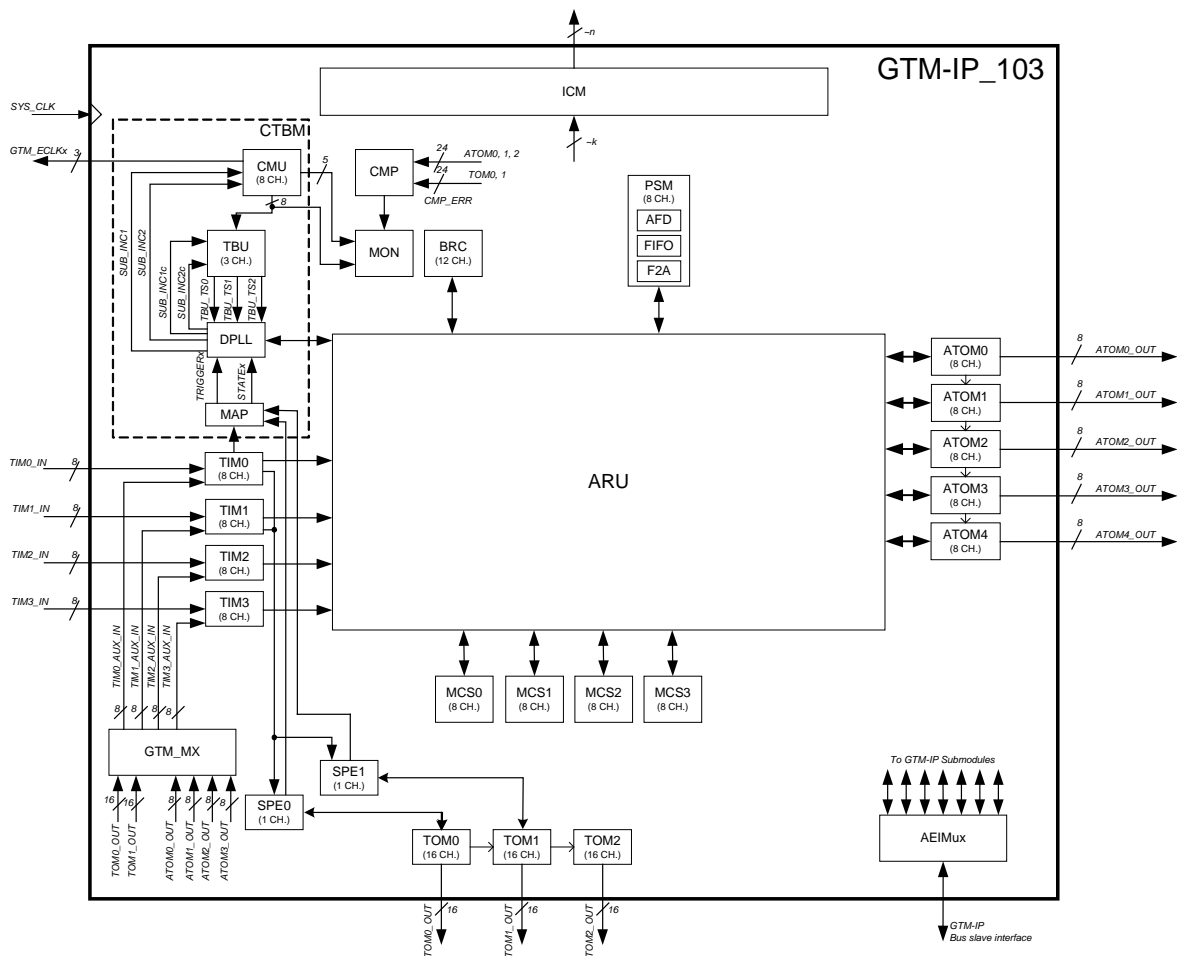 ~n
GTM-IP_103
ICM
~k
SYS_CLK
CTBM
GTM_ECLKx
3
CMU
(8 CH.)
5
8
SUB_INC1
SUB_INC2
CMP
24
ATOM0, 1, 2
24
TOM0, 1
CMP_ERR
MON
TBU
(3 CH.)
SUB_INC1c
SUB_INC2c
TBU_TS0
TBU_TS1
TBU_TS2
DPLL
TRIGGERx
STATEx
MAP
BRC
(12 CH.)
PSM
(8 CH.)
AFD
FIFO
F2A
ARU
TIM0_IN
8
TIM0
(8 CH.)
TIM1_IN
8
TIM1
(8 CH.)
TIM2_IN
8
TIM2
(8 CH.)
TIM3_IN
8
TIM3
(8 CH.)
ATOM0
(8 CH.)
8
ATOM0_OUT
ATOM1
(8 CH.)
8
ATOM1_OUT
ATOM2
(8 CH.)
8
ATOM2_OUT
ATOM3
(8 CH.)
8
ATOM3_OUT
ATOM4
(8 CH.)
8
ATOM4_OUT
TIM0_AUX_IN
TIM1_AUX_IN
TIM2_AUX_IN
TIM3_AUX_IN
8
8
8
8
GTM_MX
16
16
8
8
8
8
TOM0_OUT
TOM1_OUT
ATOM0_OUT
ATOM1_OUT
ATOM2_OUT
ATOM3_OUT
MCS0
(8 CH.)
MCS1
(8 CH.)
MCS2
(8 CH.)
MCS3
(8 CH.)
SPE1
(1 CH.)
SPE0
(1 CH.)
TOM0
(16 CH.)
TOM1
(16 CH.)
TOM2
(16 CH.)
16
16
16
TOM0_OUT
TOM1_OUT
TOM2_OUT
To GTM-IP Submodules
AEIMux
GTM-IP
Bus slave interface